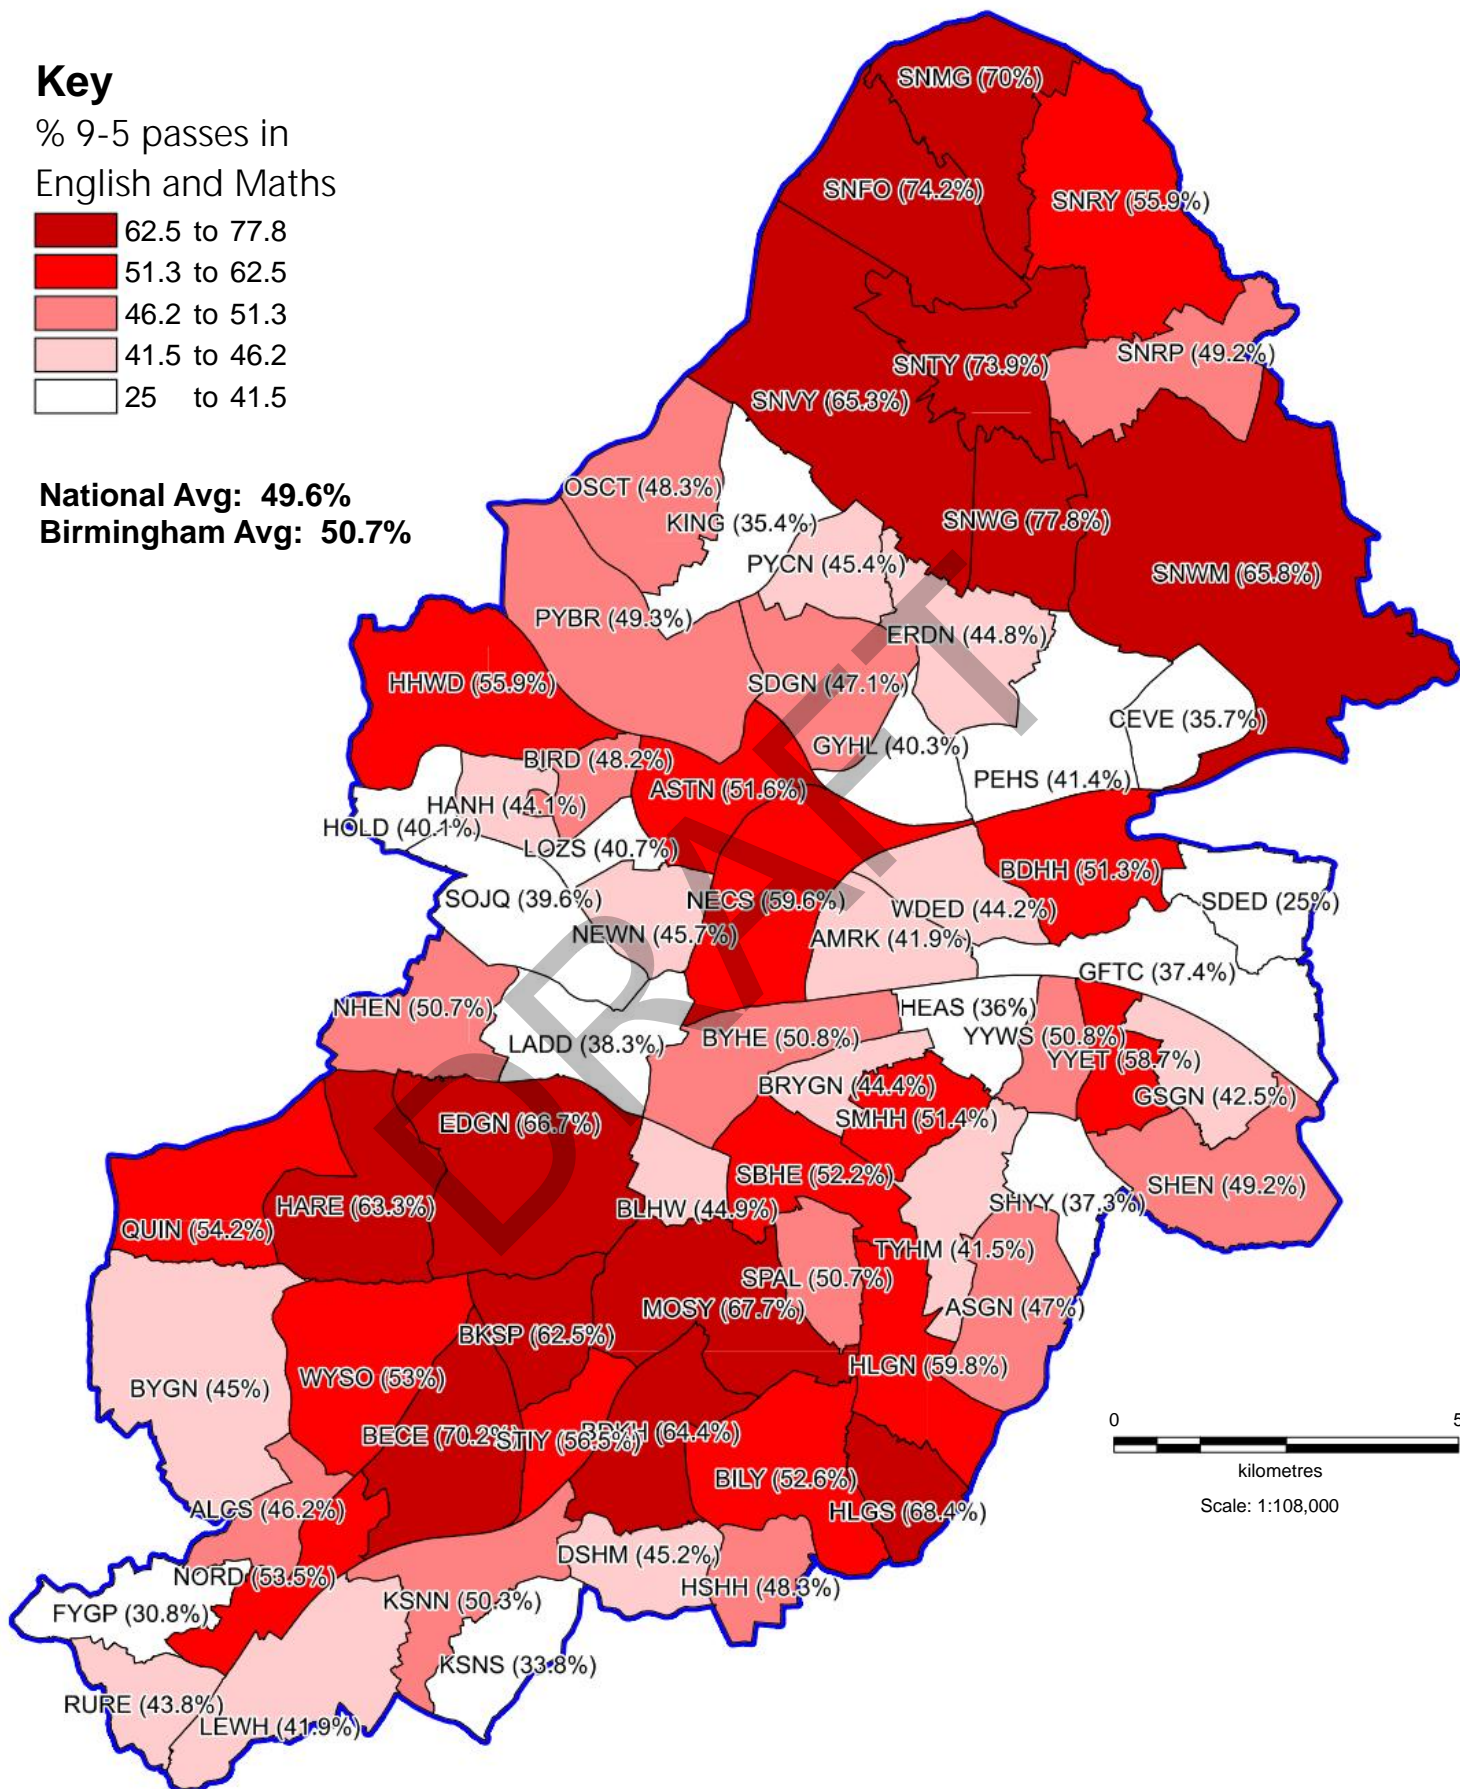 Key
% 9-5 passes in
English and Maths
62.5 to 77.8
51.3 to 62.5
46.2 to 51.3
41.5 to 46.2
25 to 41.5
National Avg: 49.6%
Birmingham Avg: 50.7%
SNMG (70%)
SNFO (74.2%)
SNRY (55.9%)
SNRP (49.2%)
SNTY (73.9%)
SNVY (65.3%)
OSCT (48.3%)
KING (35.4%)
SNWG (77.8%)
PYCN (45.4%)
SNWM (65.8%)
PYBR (49.3%)
ERDN (44.8%)
HHWD (55.9%)
SDGN (47.1%)
CEVE (35.7%)
GYHL (40.3%)
BIRD (48.2%)
PEHS (41.4%)
ASTN (51.6%)
HANH (44.1%)
HOLD (40.1%)
LOZS (40.7%)
BDHH (51.3%)
SOJQ (39.6%)
NECS (59.6%)
WDED (44.2%)
SDED (25%)
NEWN (45.7%)
AMRK (41.9%)
GFTC (37.4%)
NHEN (50.7%)
HEAS (36%)
LADD (38.3%)
BYHE (50.8%)
YYWS (50.8%)
YYET (58.7%)
BRYGN (44.4%)
GSGN (42.5%)
EDGN (66.7%)
SMHH (51.4%)
SBHE (52.2%)
SHEN (49.2%)
HARE (63.3%)
BLHW (44.9%)
SHYY (37.3%)
QUIN (54.2%)
TYHM (41.5%)
SPAL (50.7%)
MOSY (67.7%)
ASGN (47%)
BKSP (62.5%)
HLGN (59.8%)
WYSO (53%)
BYGN (45%)
BECE (70.2%)
STIY (56.5%)
BDKH (64.4%)
BILY (52.6%)
ALCS (46.2%)
HLGS (68.4%)
DSHM (45.2%)
NORD (53.5%)
HSHH (48.3%)
KSNN (50.3%)
FYGP (30.8%)
KSNS (33.8%)
RURE (43.8%)
LEWH (41.9%)
0 5
kilometres
Scale: 1:108,000
DRAFT